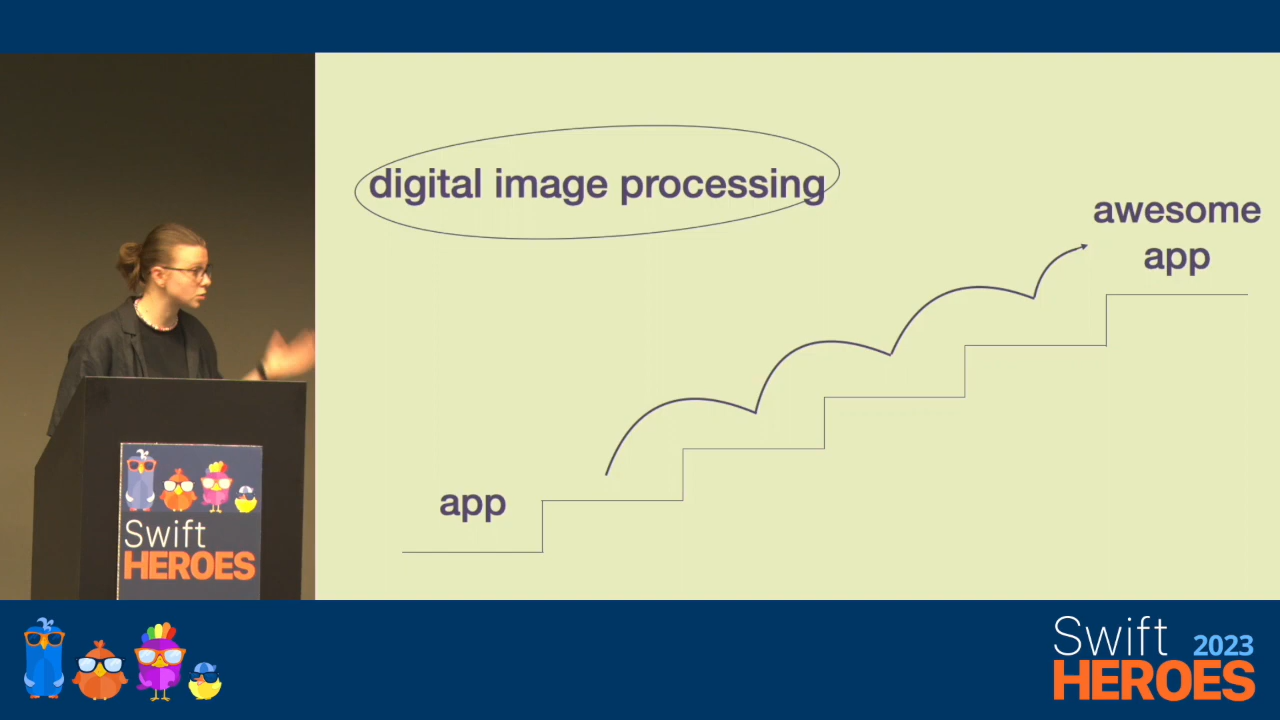 digital image processing
awesome
app
app
Swift
HEROES
Swift 2023
HEROES